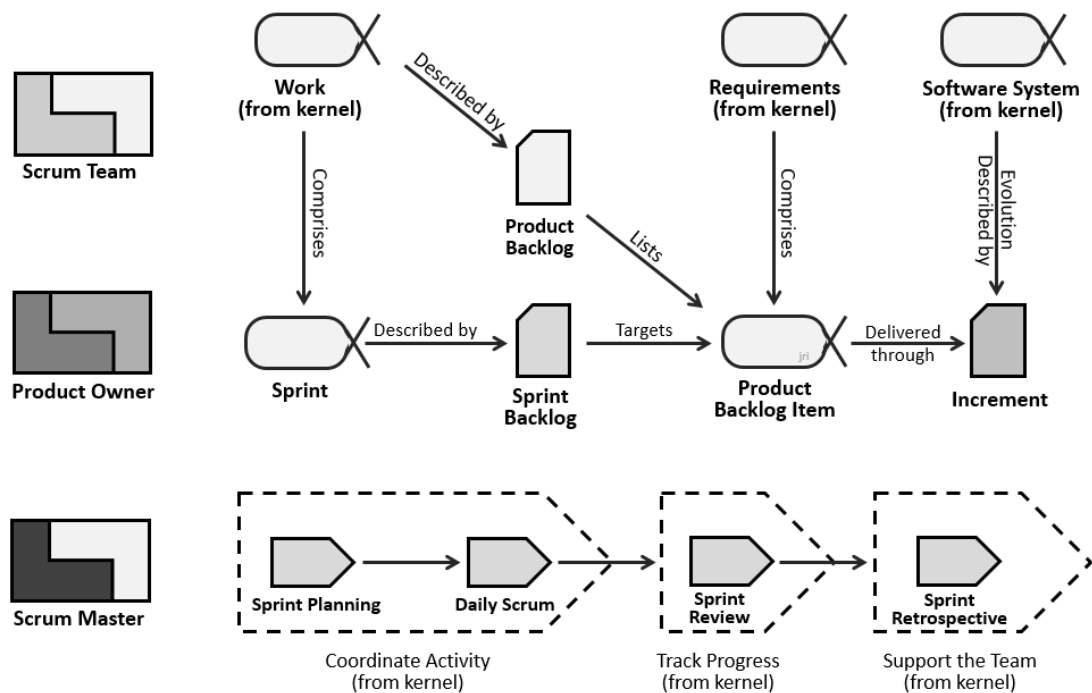 Work
(from kernel)
Described by
Requirements
(from kernel)
Software System
(from kernel)
Scrum Team
Comprises
Product
Backlog
Lists
Comprises
Evolution
Described by
Product Owner
Sprint
Described by
Sprint
Backlog
Targets
jri
Product
Backlog Item
Delivered
through
Increment
Scrum Master
Sprint Planning
Daily Scrum
Sprint
Review
Sprint
Retrospective
Coordinate Activity
(from kernel)
Track Progress
(from kernel)
Support the Team
(from kernel)